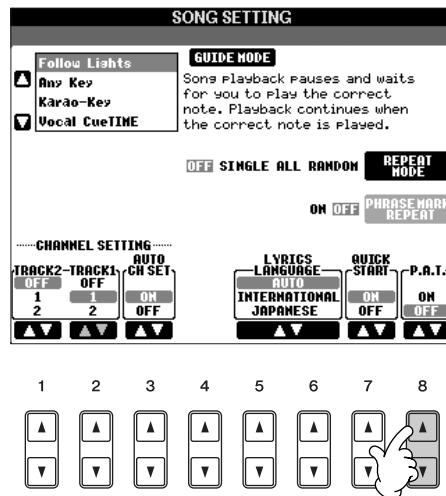 SONG SETTING
Follow Lights
Any Key
Karao-Key
Vocal CueTIME
GUIDE MODE
Song playback pauses and waits
for you to play the correct
note. Playback continues when
the correct note is played.
OFF SINGLE ALL RANDOM REPEAT MODE
ON OFF PHRASE MARK REPEAT
CHANNEL SETTING
TRACK2-TRACK1 AUTO CH SET LYRICS LANGUAGE QUICK START P.A.T.
OFF OFF AUTO
1 1 ON INTERNATIONAL ON ON
2 2 OFF JAPANESE OFF OFF
1 2 3 4 5 6 7 8